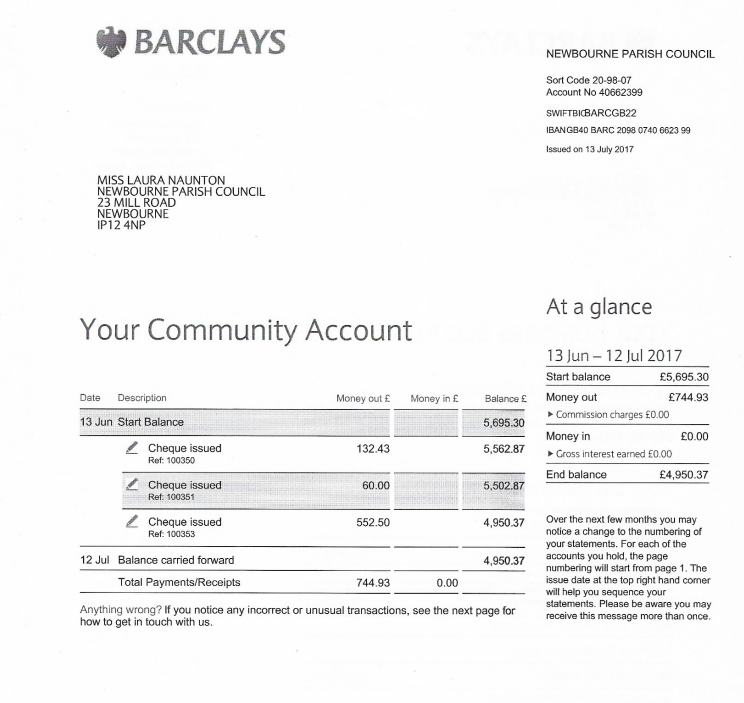 BARCLAYS
NEWBOURNE PARISH COUNCIL
Sort Code 20-98-07
Account No 40662399
SWIFTBICBARCGB22
IBANGB40 BARC 2098 0740 6623 99
Issued on 13 July 2017
MISS LAURA NAUNTON
NEWBOURNE PARISH COUNCIL
23 MILL ROAD
NEWBOURNE
IP12 4NP
Your Community Account
Date Description Money out £ Money in £ Balance £
13 Jun Start Balance 5,695.30
Cheque issued 132.43 5,562.87
Ref: 100350
Cheque issued 60.00 5,502.87
Ref: 100351
Cheque issued 552.50 4,950.37
Ref: 100353
12 Jul Balance carried forward 4,950.37
Total Payments/Receipts 744.93 0.00
Anything wrong? If you notice any incorrect or unusual transactions, see the next page for
how to get in touch with us.
At a glance
13 Jun – 12 Jul 2017
Start balance £5,695.30
Money out £744.93
▶ Commission charges £0.00
Money in £0.00
▶ Gross interest earned £0.00
End balance £4,950.37
Over the next few months you may
notice a change to the numbering of
your statements. For each of the
accounts you hold, the page
numbering will start from page 1. The
issue date at the top right hand corner
will help you sequence your
statements. Please be aware you may
receive this message more than once.